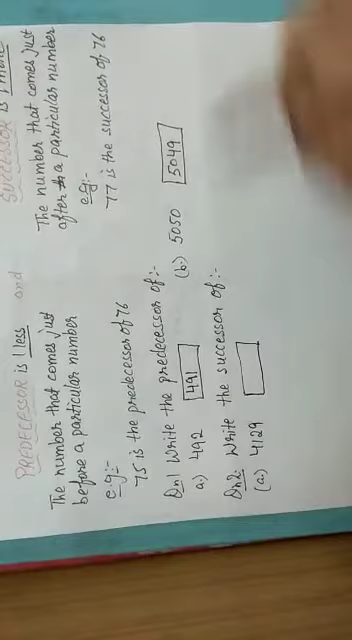 PREDECESSOR is 1 less and
SUCCESSOR is 1 more
The number that comes just
before a particular number
e.g:-
75 is the predecessor of 76
The number that comes just
after a particular number
e.g:-
77 is the successor of 76
Qn1 Write the predecessor of:-
a.) 492 491 (b.) 5050 5049
Qn2. Write the successor of:-
(a.) 4129